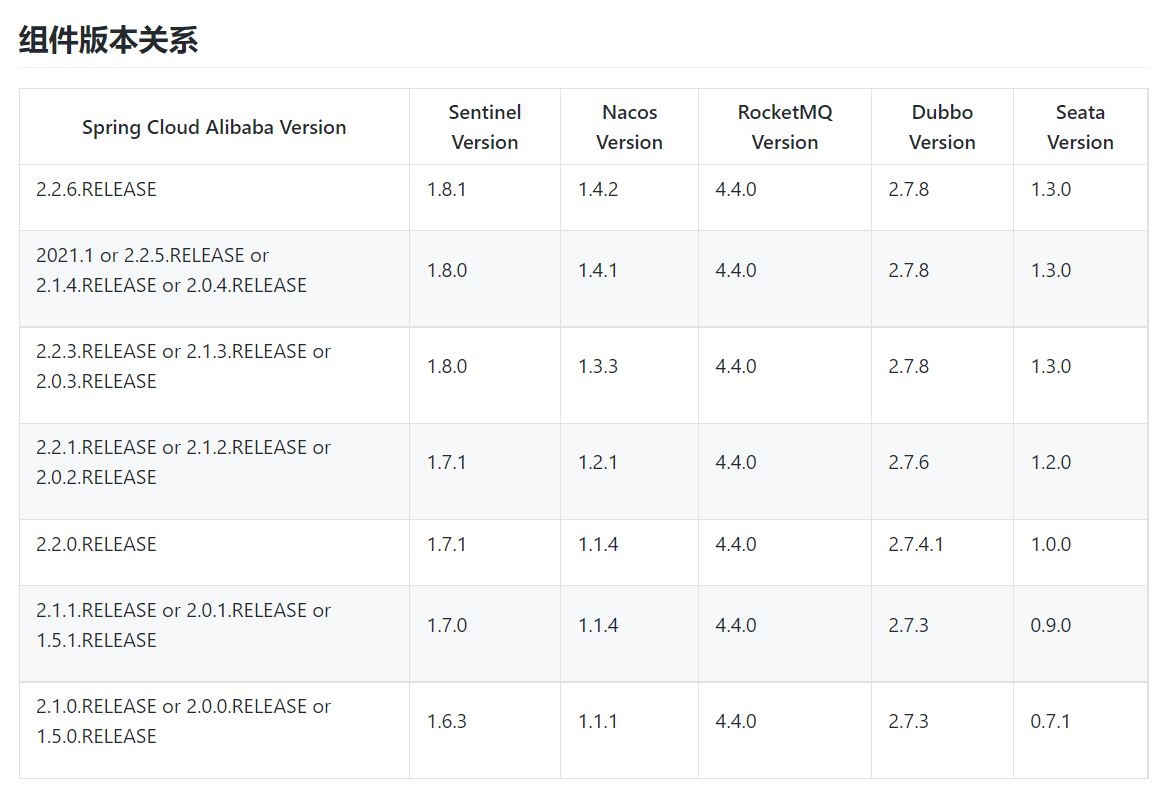 组件版本关系
Spring Cloud Alibaba Version Sentinel Version Nacos Version RocketMQ Version Dubbo Version Seata Version
2.2.6.RELEASE 1.8.1 1.4.2 4.4.0 2.7.8 1.3.0
2021.1 or 2.2.5.RELEASE or
2.1.4.RELEASE or 2.0.4.RELEASE 1.8.0 1.4.1 4.4.0 2.7.8 1.3.0
2.2.3.RELEASE or 2.1.3.RELEASE or
2.0.3.RELEASE 1.8.0 1.3.3 4.4.0 2.7.8 1.3.0
2.2.1.RELEASE or 2.1.2.RELEASE or
2.0.2.RELEASE 1.7.1 1.2.1 4.4.0 2.7.6 1.2.0
2.2.0.RELEASE 1.7.1 1.1.4 4.4.0 2.7.4.1 1.0.0
2.1.1.RELEASE or 2.0.1.RELEASE or
1.5.1.RELEASE 1.7.0 1.1.4 4.4.0 2.7.3 0.9.0
2.1.0.RELEASE or 2.0.0.RELEASE or
1.5.0.RELEASE 1.6.3 1.1.1 4.4.0 2.7.3 0.7.1